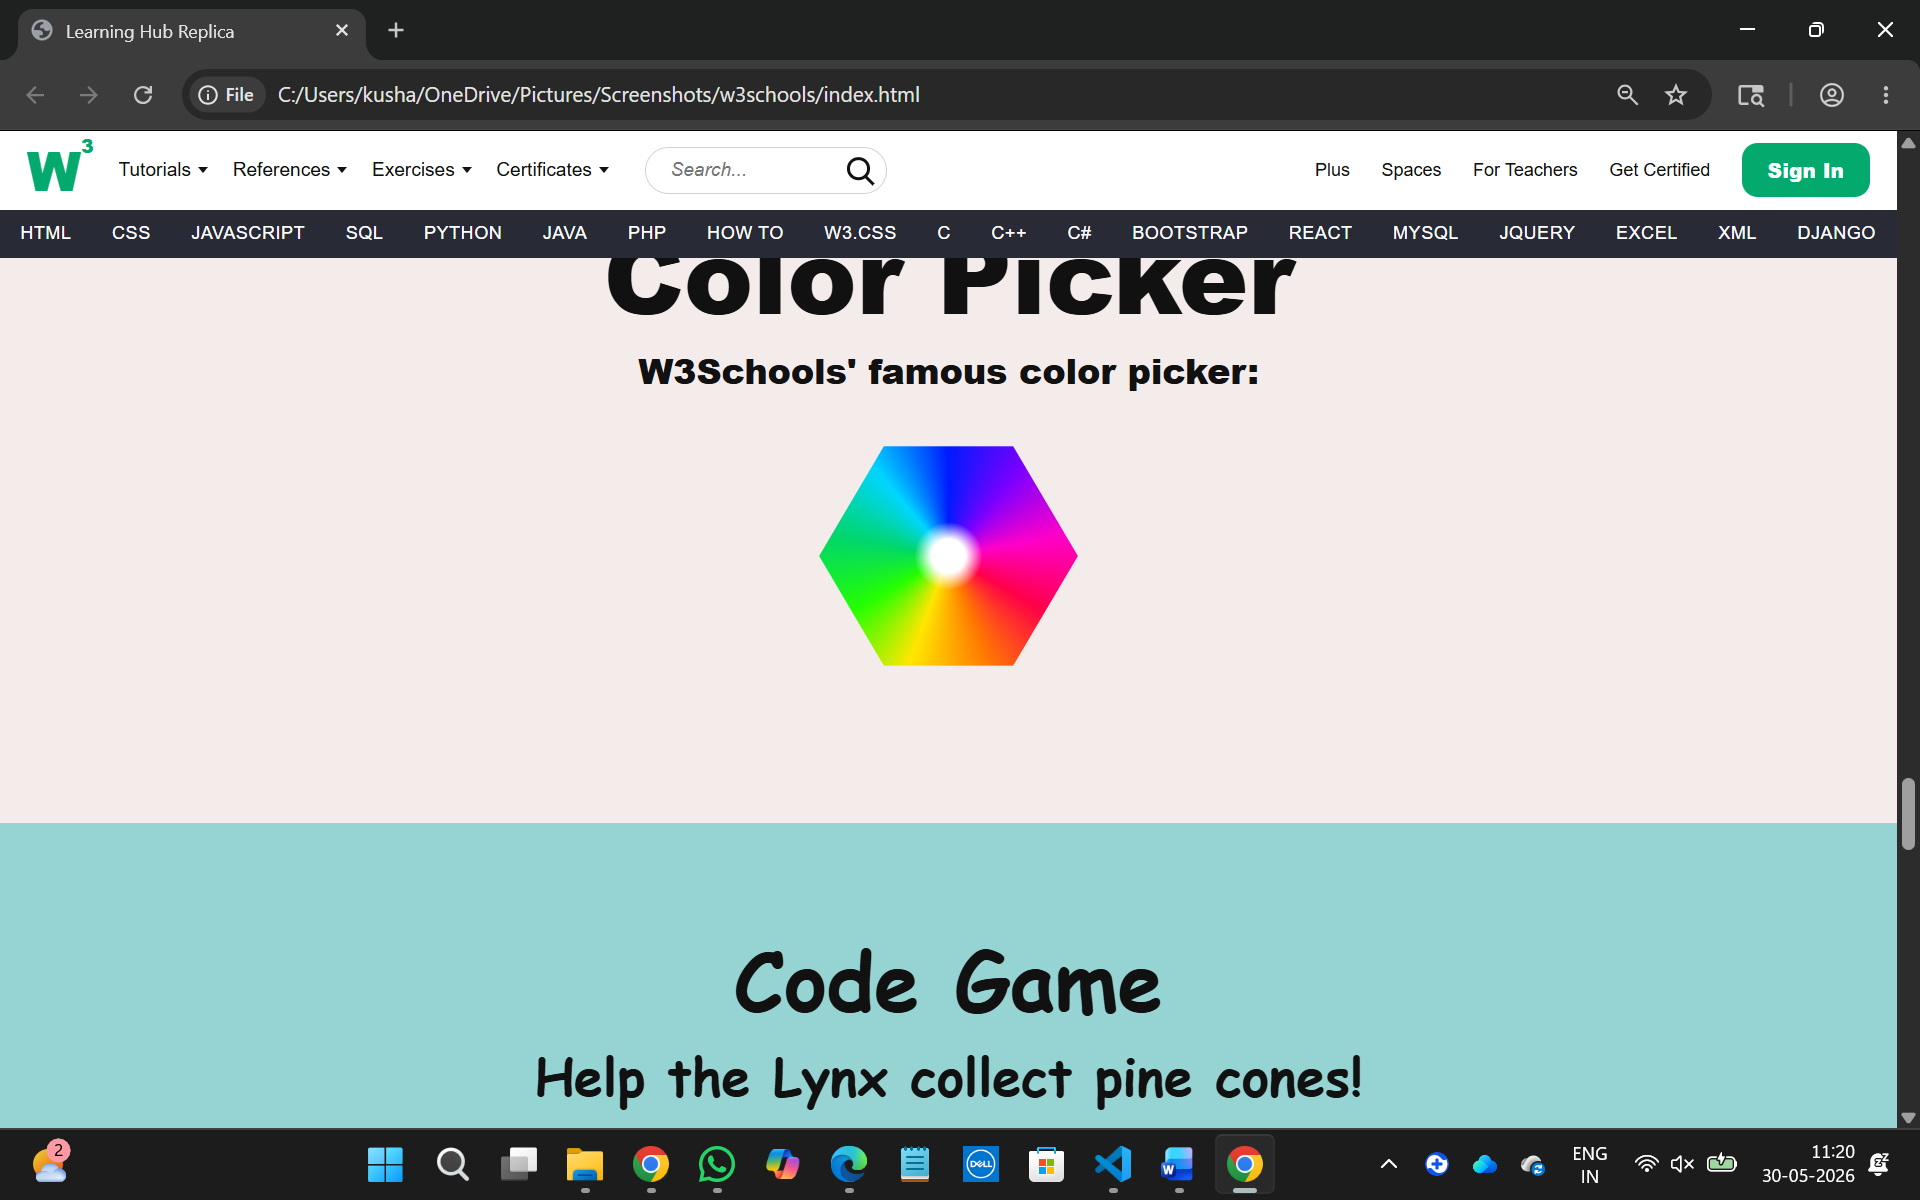 Learning Hub Replica
File C:/Users/kusha/OneDrive/Pictures/Screenshots/w3schools/index.html
W3 Tutorials References Exercises Certificates Search... Plus Spaces For Teachers Get Certified Sign In
HTML CSS JAVASCRIPT SQL PYTHON JAVA PHP HOW TO W3.CSS C C++ C# BOOTSTRAP REACT MYSQL JQUERY EXCEL XML DJANGO
Color Picker
W3Schools' famous color picker:
Code Game
Help the Lynx collect pine cones!
2
DELL
W
ENG
IN
11:20
30-05-2026